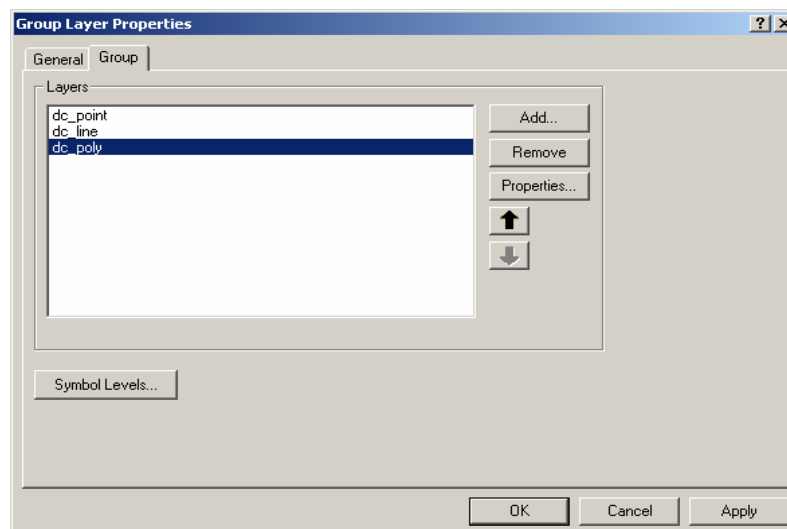 Group Layer Properties
General Group
Layers
dc_point
dc_line
dc_poly
Add...
Remove
Properties...
Symbol Levels...
OK Cancel Apply